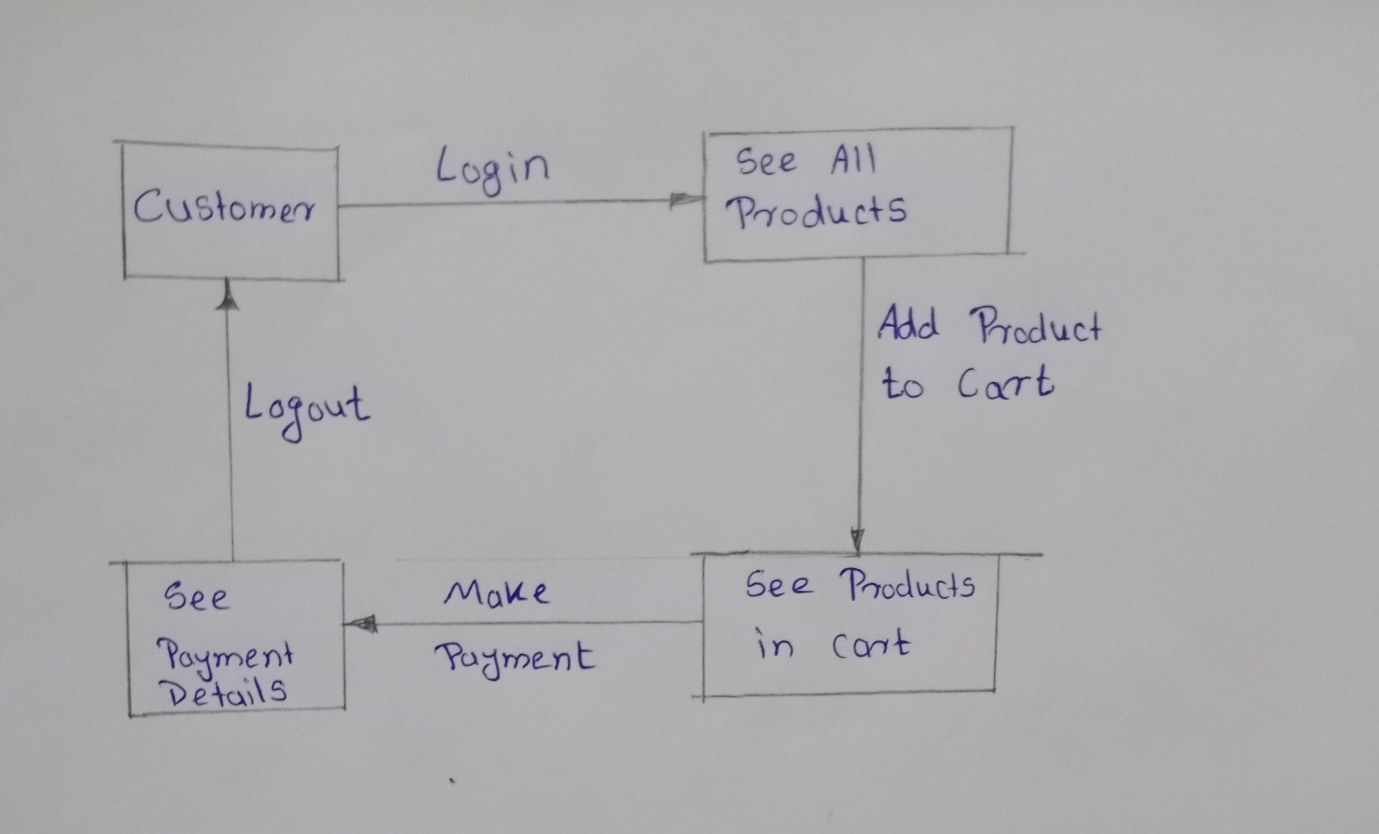 Customer
Login
See All
Products
Add Product
to Cart
See Products
in cart
Make
Payment
See
Payment
Details
Logout